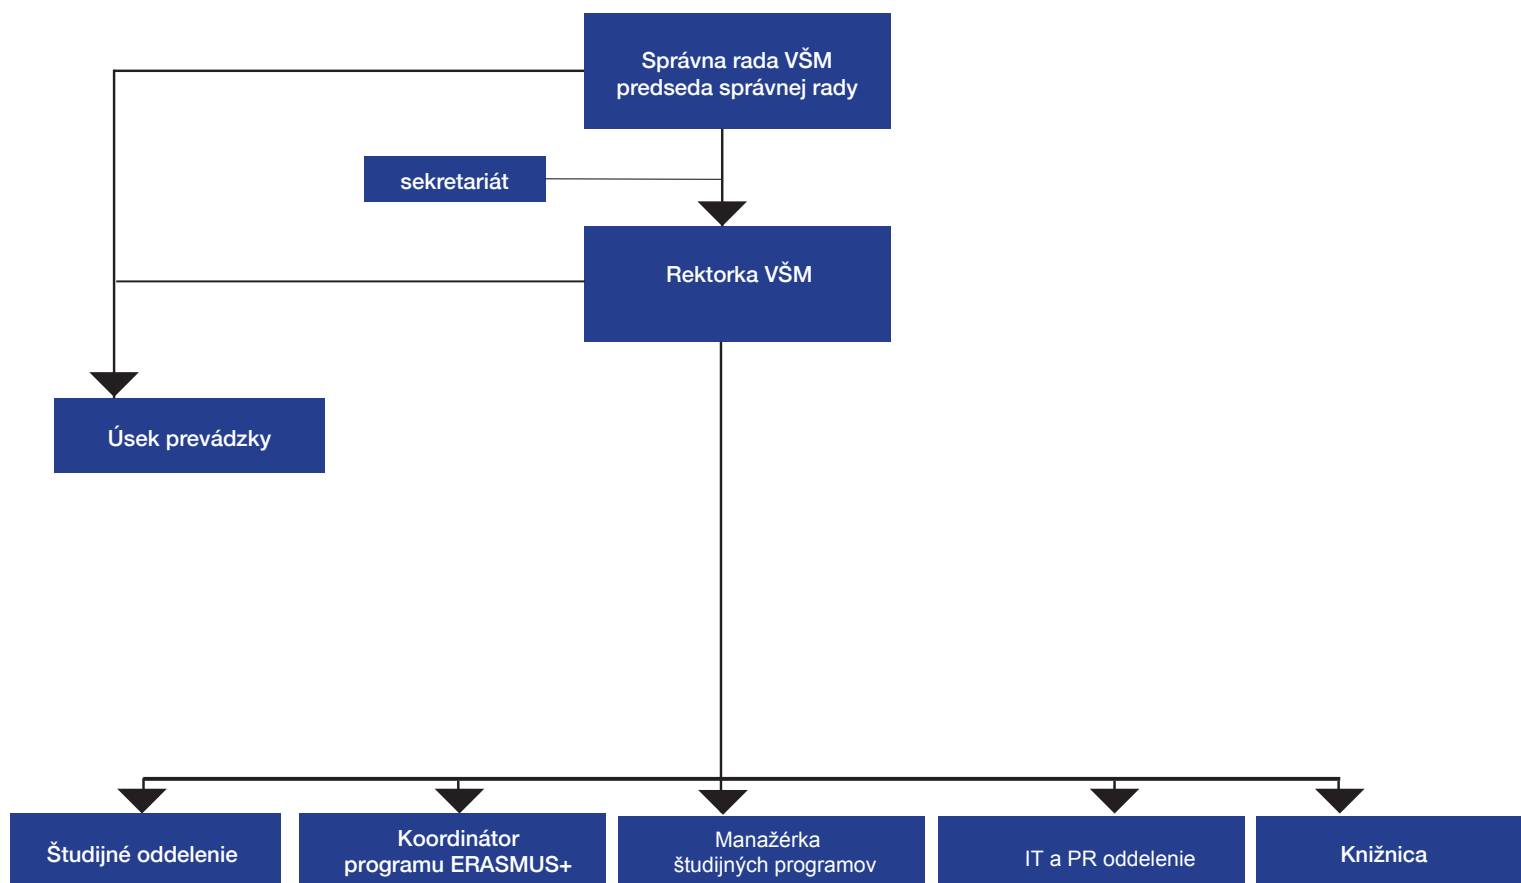 Správna rada VŠM
predseda správnej rady
sekretariát
Rektorka VŠM
Úsek prevádzky
Študijné oddelenie
Koordinátor
programu ERASMUS+
Manažérka
študijných programov
IT a PR oddelenie
Knižnica